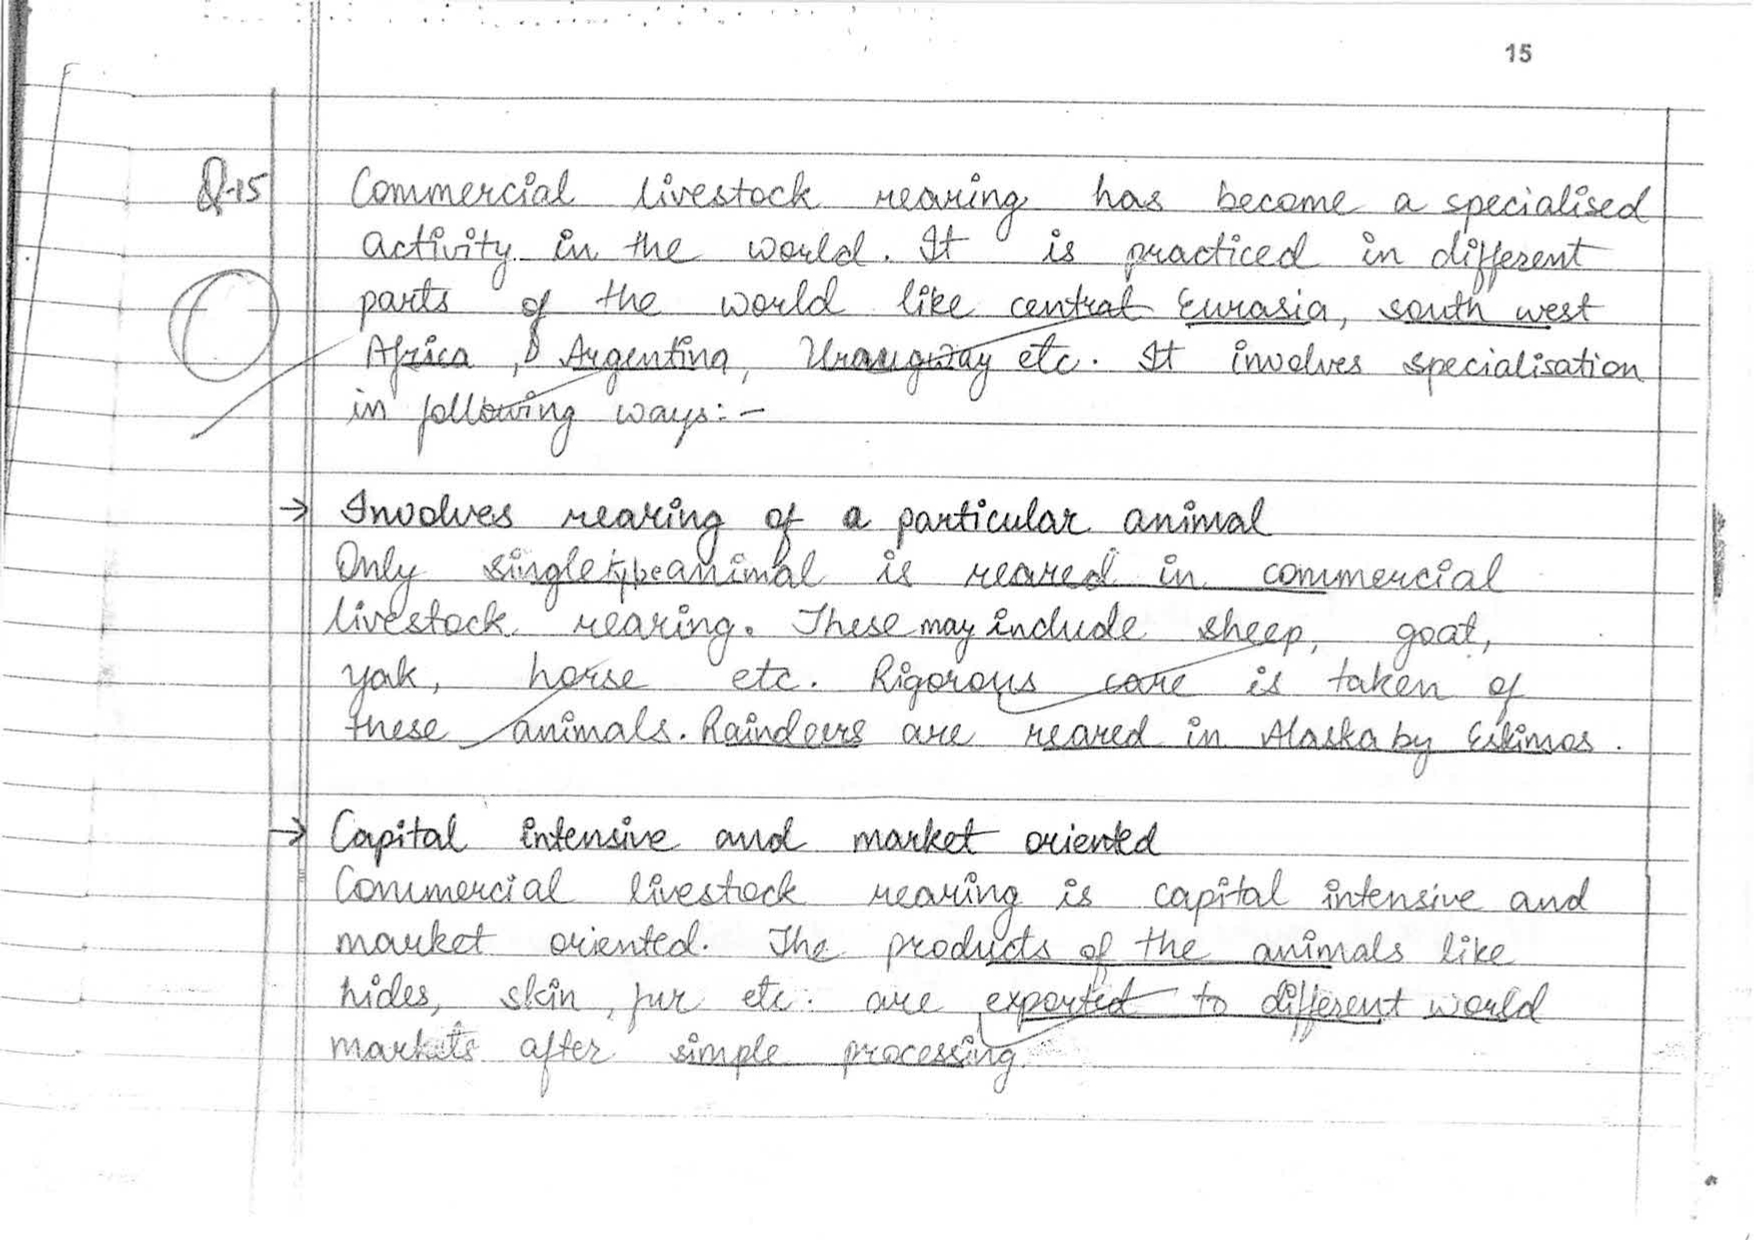 15
Q-15 Commercial livestock rearing has become a specialised
activity in the world. It is practiced in different
parts of the world like central Eurasia, south west
Africa, Argentina, Uraugway etc. It involves specialisation
in following ways:-
→ Involves rearing of a particular animal
Only single type animal is reared in commercial
livestock rearing. These may include sheep, goat,
yak, horse etc. Rigorous care is taken of
these animals. Raindeers are reared in Alaska by Eskimos.
→ Capital intensive and market oriented
Commercial livestock rearing is capital intensive and
market oriented. The products of the animals like
hides, skin, fur etc. are exported to different world
markets after simple processing.